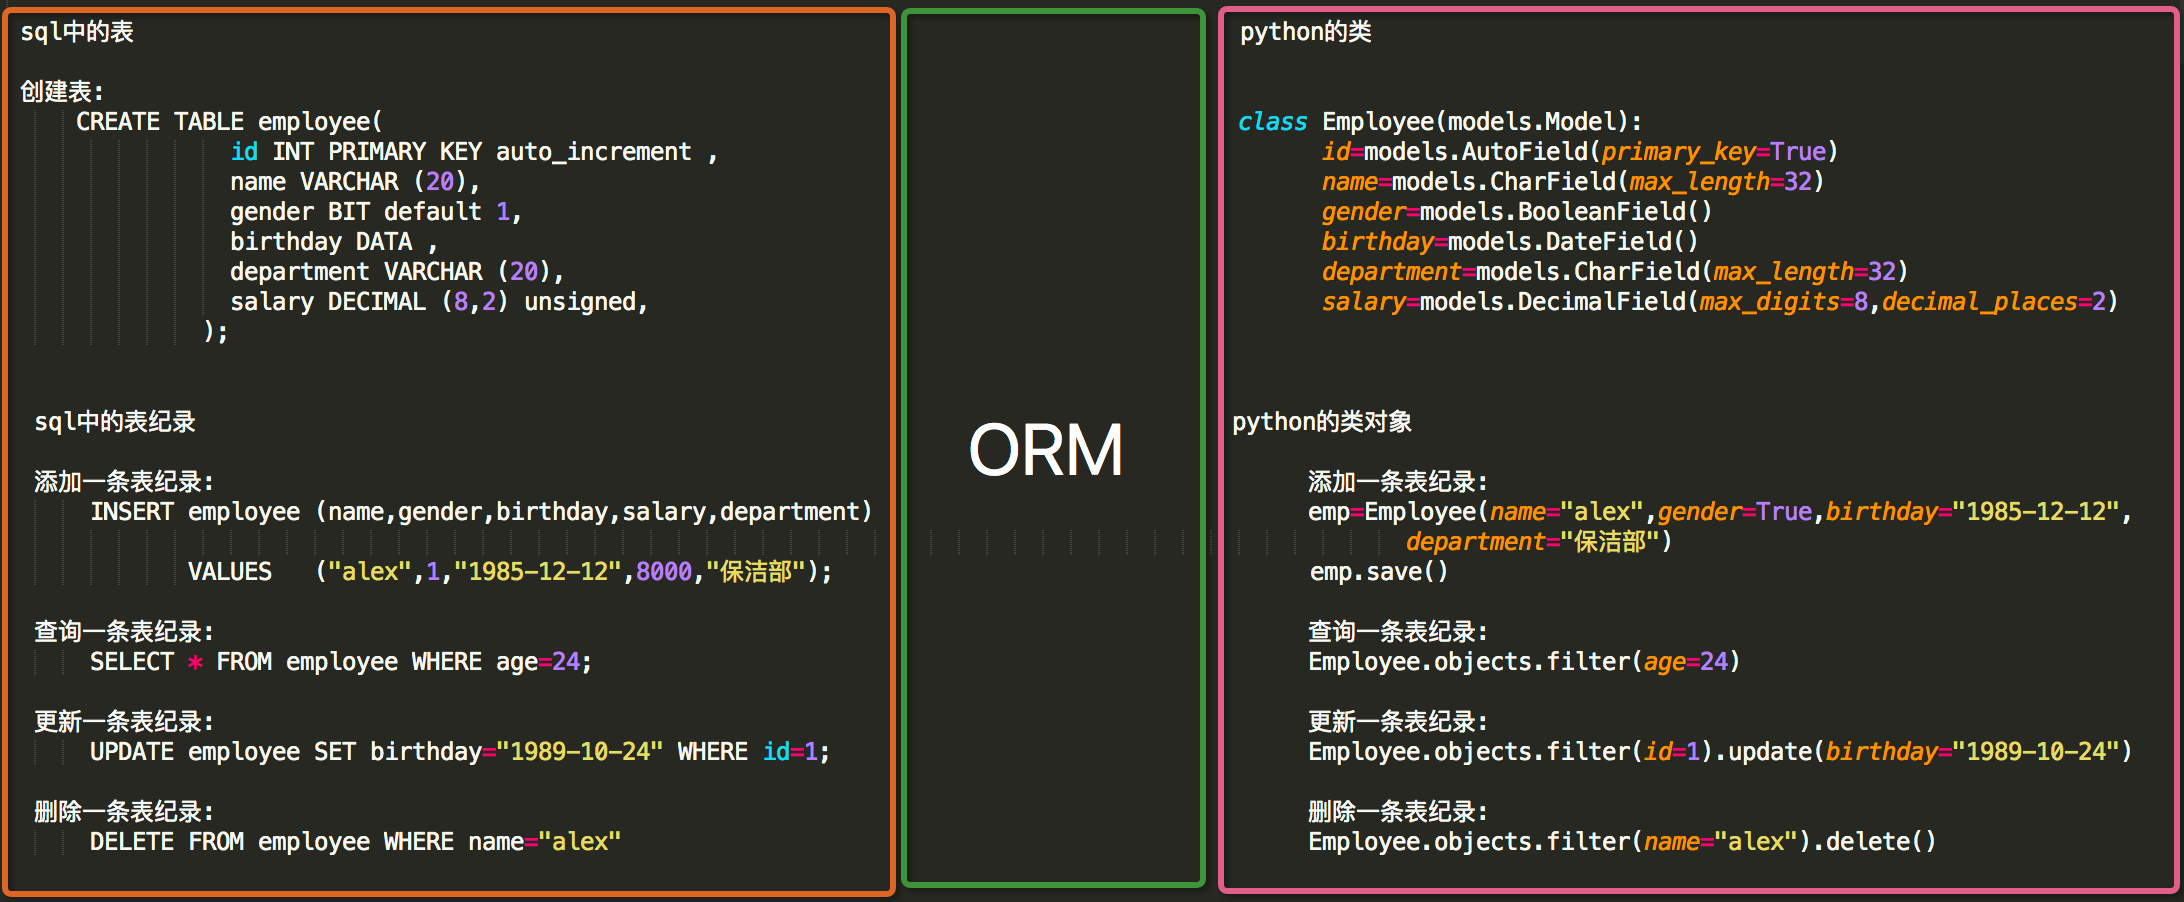 sql中的表
创建表:
CREATE TABLE employee(
id INT PRIMARY KEY auto_increment ,
name VARCHAR (20),
gender BIT default 1,
birthday DATA ,
department VARCHAR (20),
salary DECIMAL (8,2) unsigned,
);
sql中的表纪录
添加一条表纪录:
INSERT employee (name,gender,birthday,salary,department)
VALUES ("alex",1,"1985-12-12",8000,"保洁部");
查询一条表纪录:
SELECT * FROM employee WHERE age=24;
更新一条表纪录:
UPDATE employee SET birthday="1989-10-24" WHERE id=1;
删除一条表纪录:
DELETE FROM employee WHERE name="alex"
ORM
python的类
class Employee(models.Model):
id=models.AutoField(primary_key=True)
name=models.CharField(max_length=32)
gender=models.BooleanField()
birthday=models.DateField()
department=models.CharField(max_length=32)
salary=models.DecimalField(max_digits=8,decimal_places=2)
python的类对象
添加一条表纪录:
emp=Employee(name="alex",gender=True,birthday="1985-12-12",
department="保洁部")
emp.save()
查询一条表纪录:
Employee.objects.filter(age=24)
更新一条表纪录:
Employee.objects.filter(id=1).update(birthday="1989-10-24")
删除一条表纪录:
Employee.objects.filter(name="alex").delete()